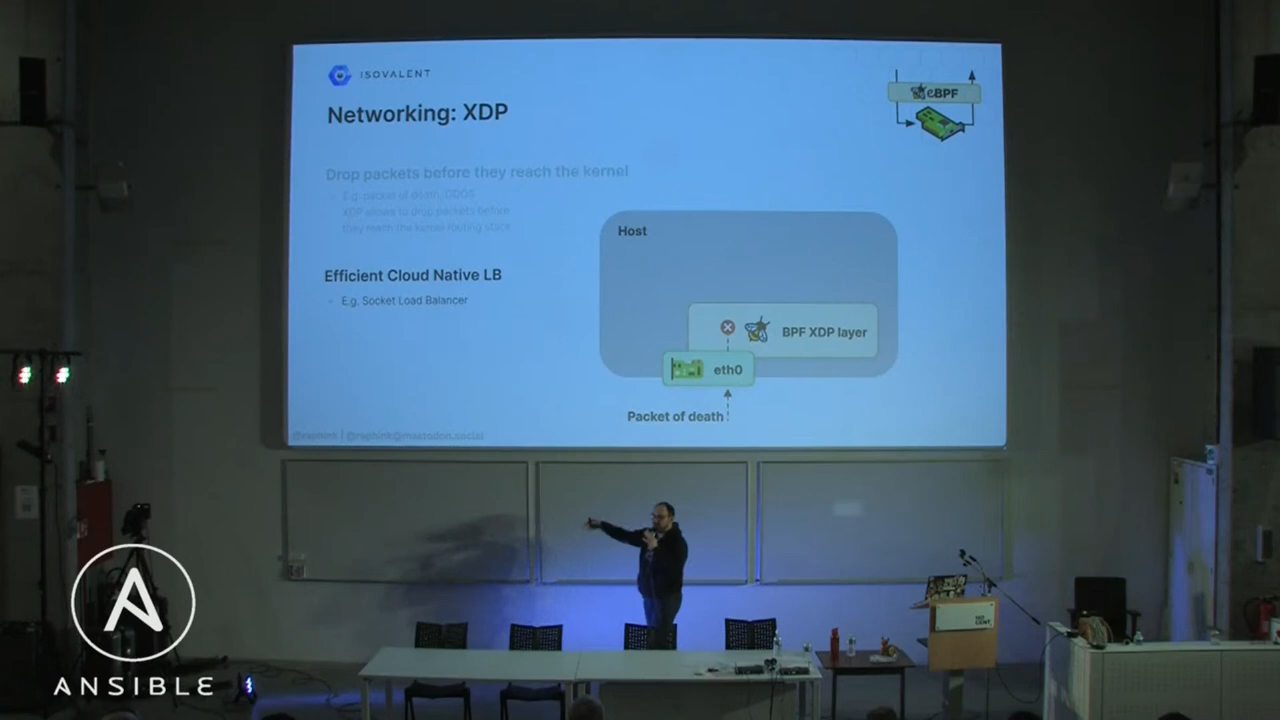 ISOVALENT
eBPF
Networking: XDP
Drop packets before they reach the kernel
- E.g. packet of death, DDOS
XDP allows to drop packets before
they reach the kernel routing stack
Host
Efficient Cloud Native LB
- E.g. Socket Load Balancer
BPF XDP layer
eth0
Packet of death
@raphink | @raphink@mastodon.social
ANSIBLE